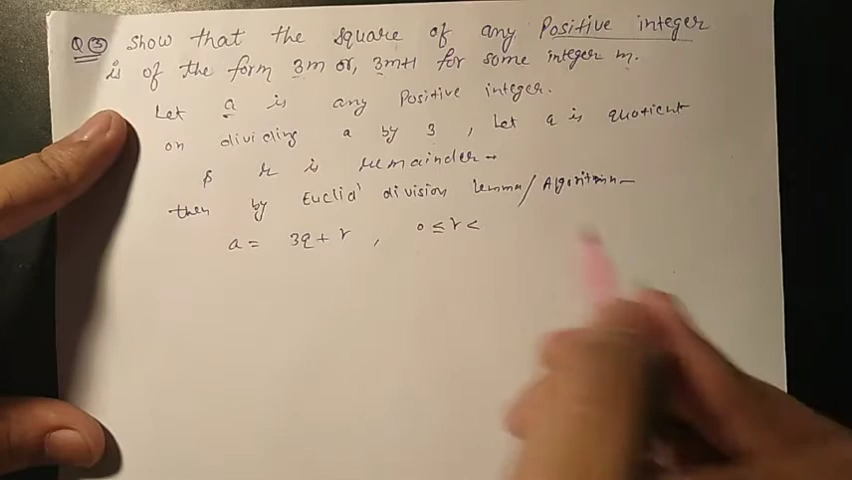 Q③ Show that the square of any Positive integer
is of the form 3m or, 3m+1 for some integer m.
Let a is any Positive integer.
on dividing a by 3, Let q is quotient
& r is remainder
then by Euclid' division Lemma/Algorithm
a = 3q + r, 0 ≤ r <